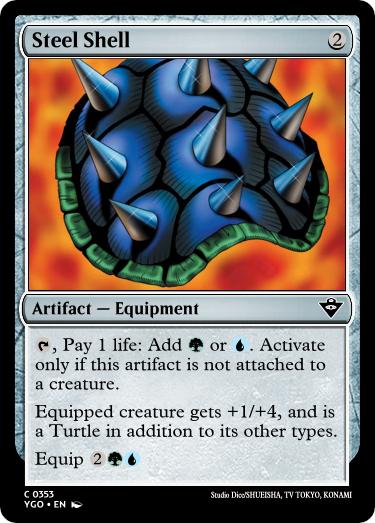 Steel Shell 2
Artifact — Equipment
, Pay 1 life: Add or . Activate
only if this artifact is not attached to
a creature.
Equipped creature gets +1/+4, and is
a Turtle in addition to its other types.
Equip 2
C 0353
YGO • EN
Studio Dice/SHUEISHA, TV TOKYO, KONAMI